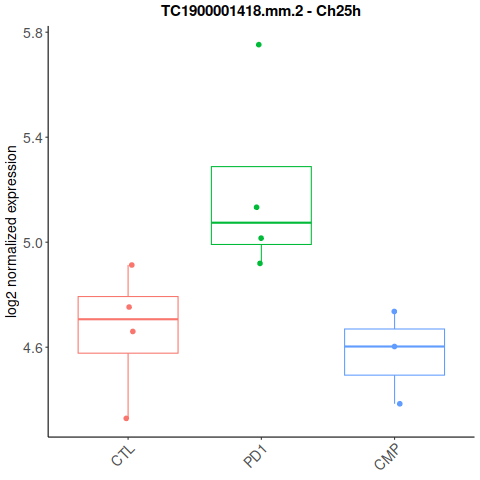 TC1900001418.mm.2 - Ch25h
log2 normalized expression
5.8
5.4
5.0
4.6
CTL
PD1
CMP